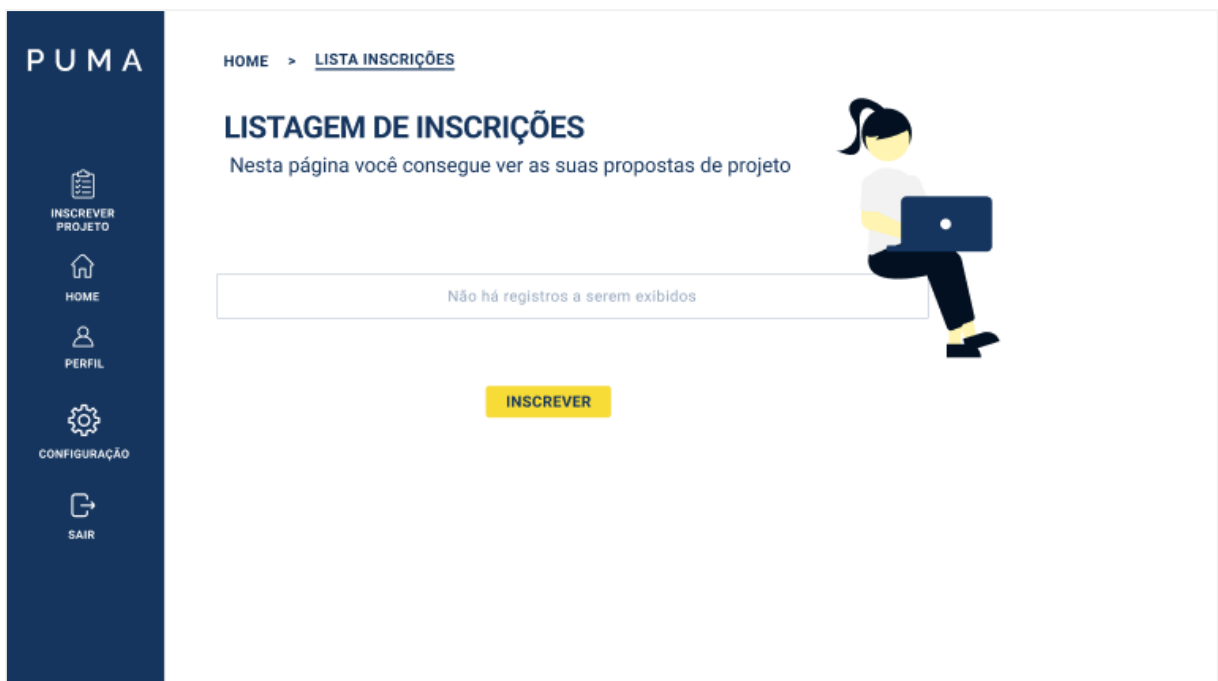 PUMA
INSCREVER
PROJETO
HOME
PERFIL
CONFIGURAÇÃO
SAIR
HOME > LISTA INSCRIÇÕES
LISTAGEM DE INSCRIÇÕES
Nesta página você consegue ver as suas propostas de projeto
Não há registros a serem exibidos
INSCREVER